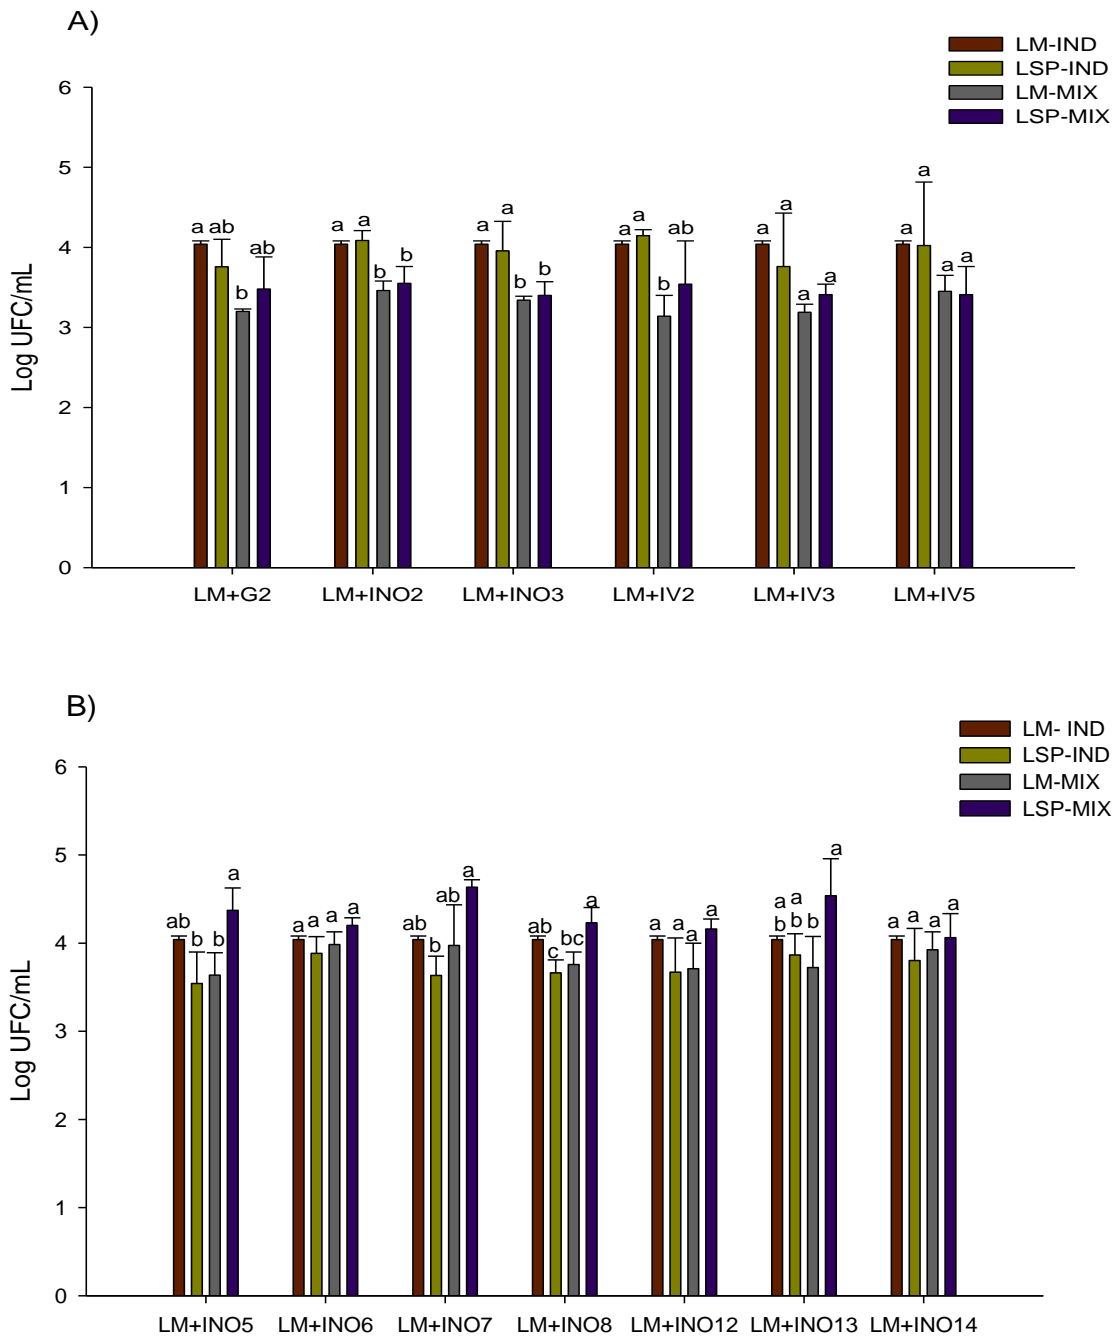 A)
LM-IND
LSP-IND
LM-MIX
LSP-MIX
6
5
4
3
2
1
0
Log UFC/mL
a ab b ab
a a b b
a a b b
a a b ab
a a a a
a a a a
LM+G2 LM+INO2 LM+INO3 LM+IV2 LM+IV3 LM+IV5
B)
LM- IND
LSP-IND
LM-MIX
LSP-MIX
6
5
4
3
2
1
0
Log UFC/mL
ab b b a
a a a a
ab b ab a
ab c bc a
a a a a
a a a
b b b
a a a a
LM+INO5 LM+INO6 LM+INO7 LM+INO8 LM+INO12 LM+INO13 LM+INO14